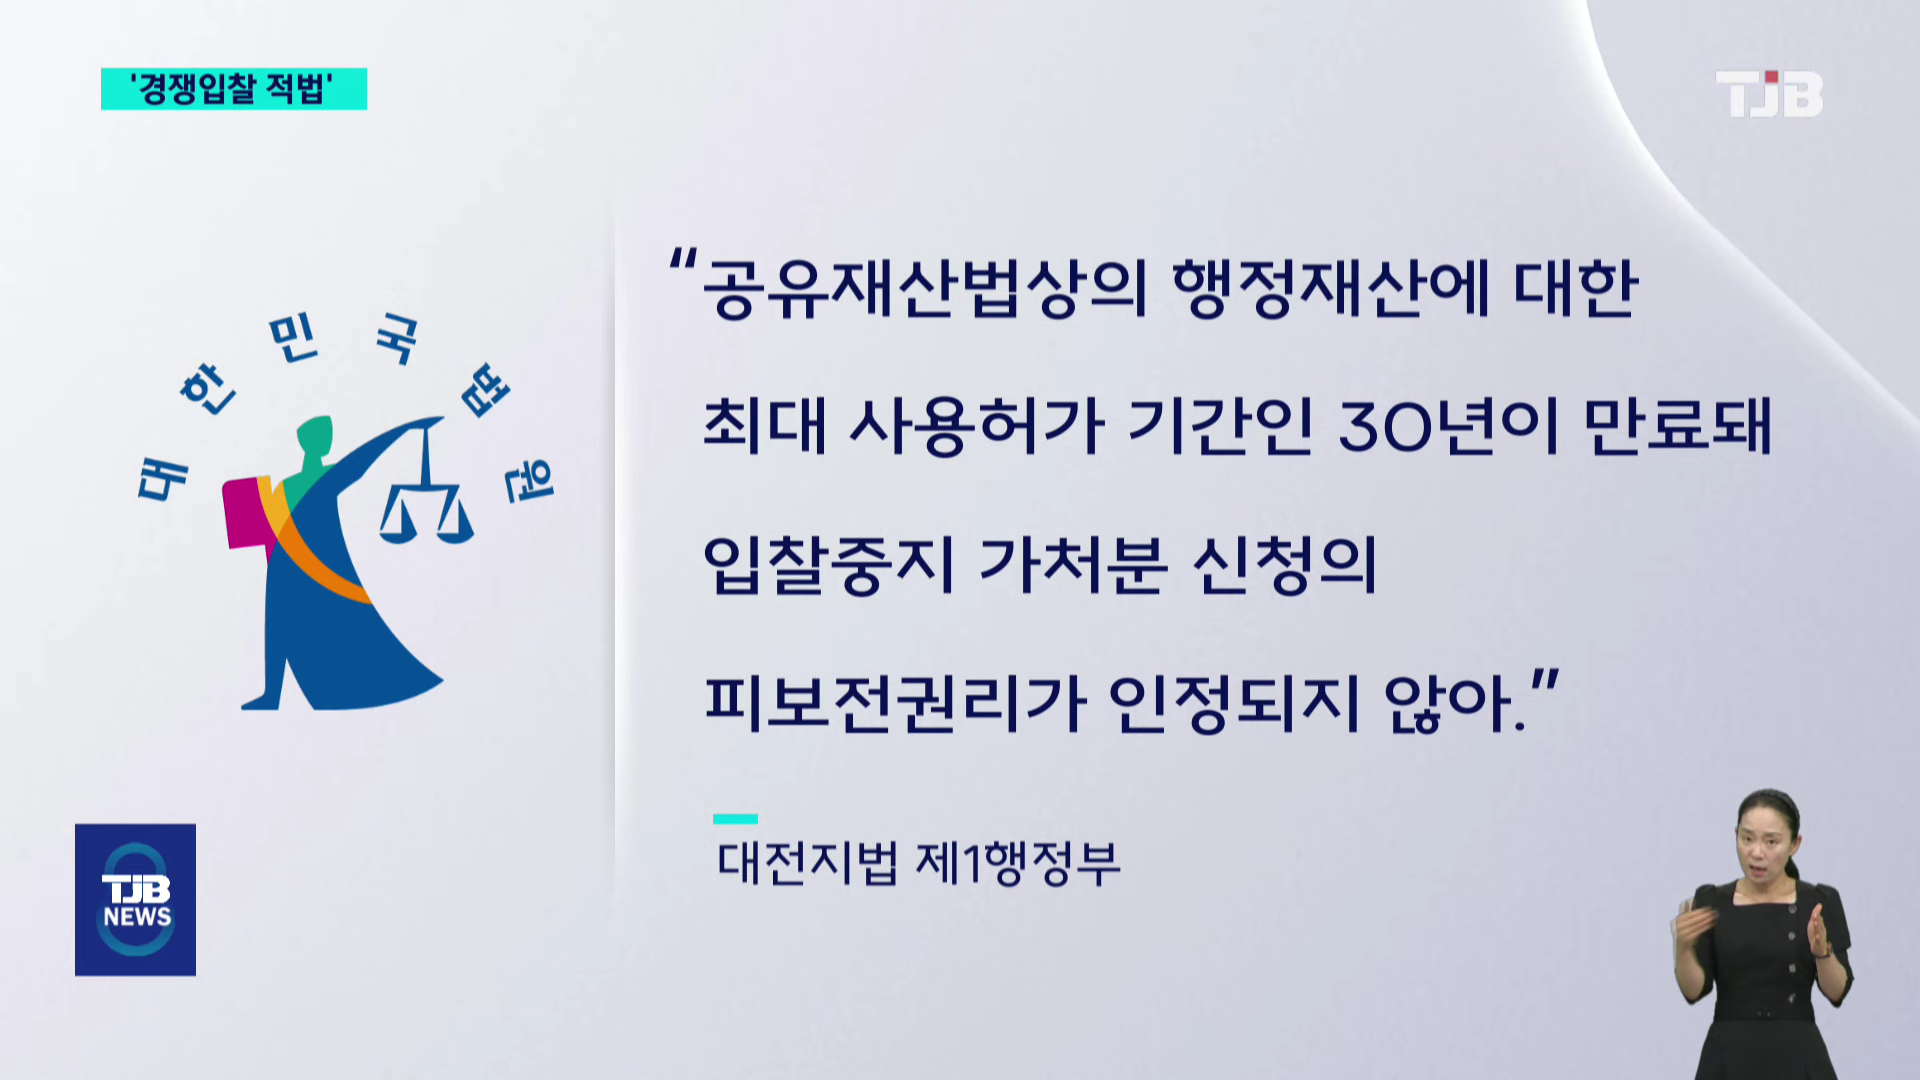 '경쟁입찰 적법'
TJB
대한민국법원
“공유재산법상의 행정재산에 대한
최대 사용허가 기간인 30년이 만료돼
입찰중지 가처분 신청의
피보전권리가 인정되지 않아.”
대전지법 제1행정부
8
TJB
NEWS